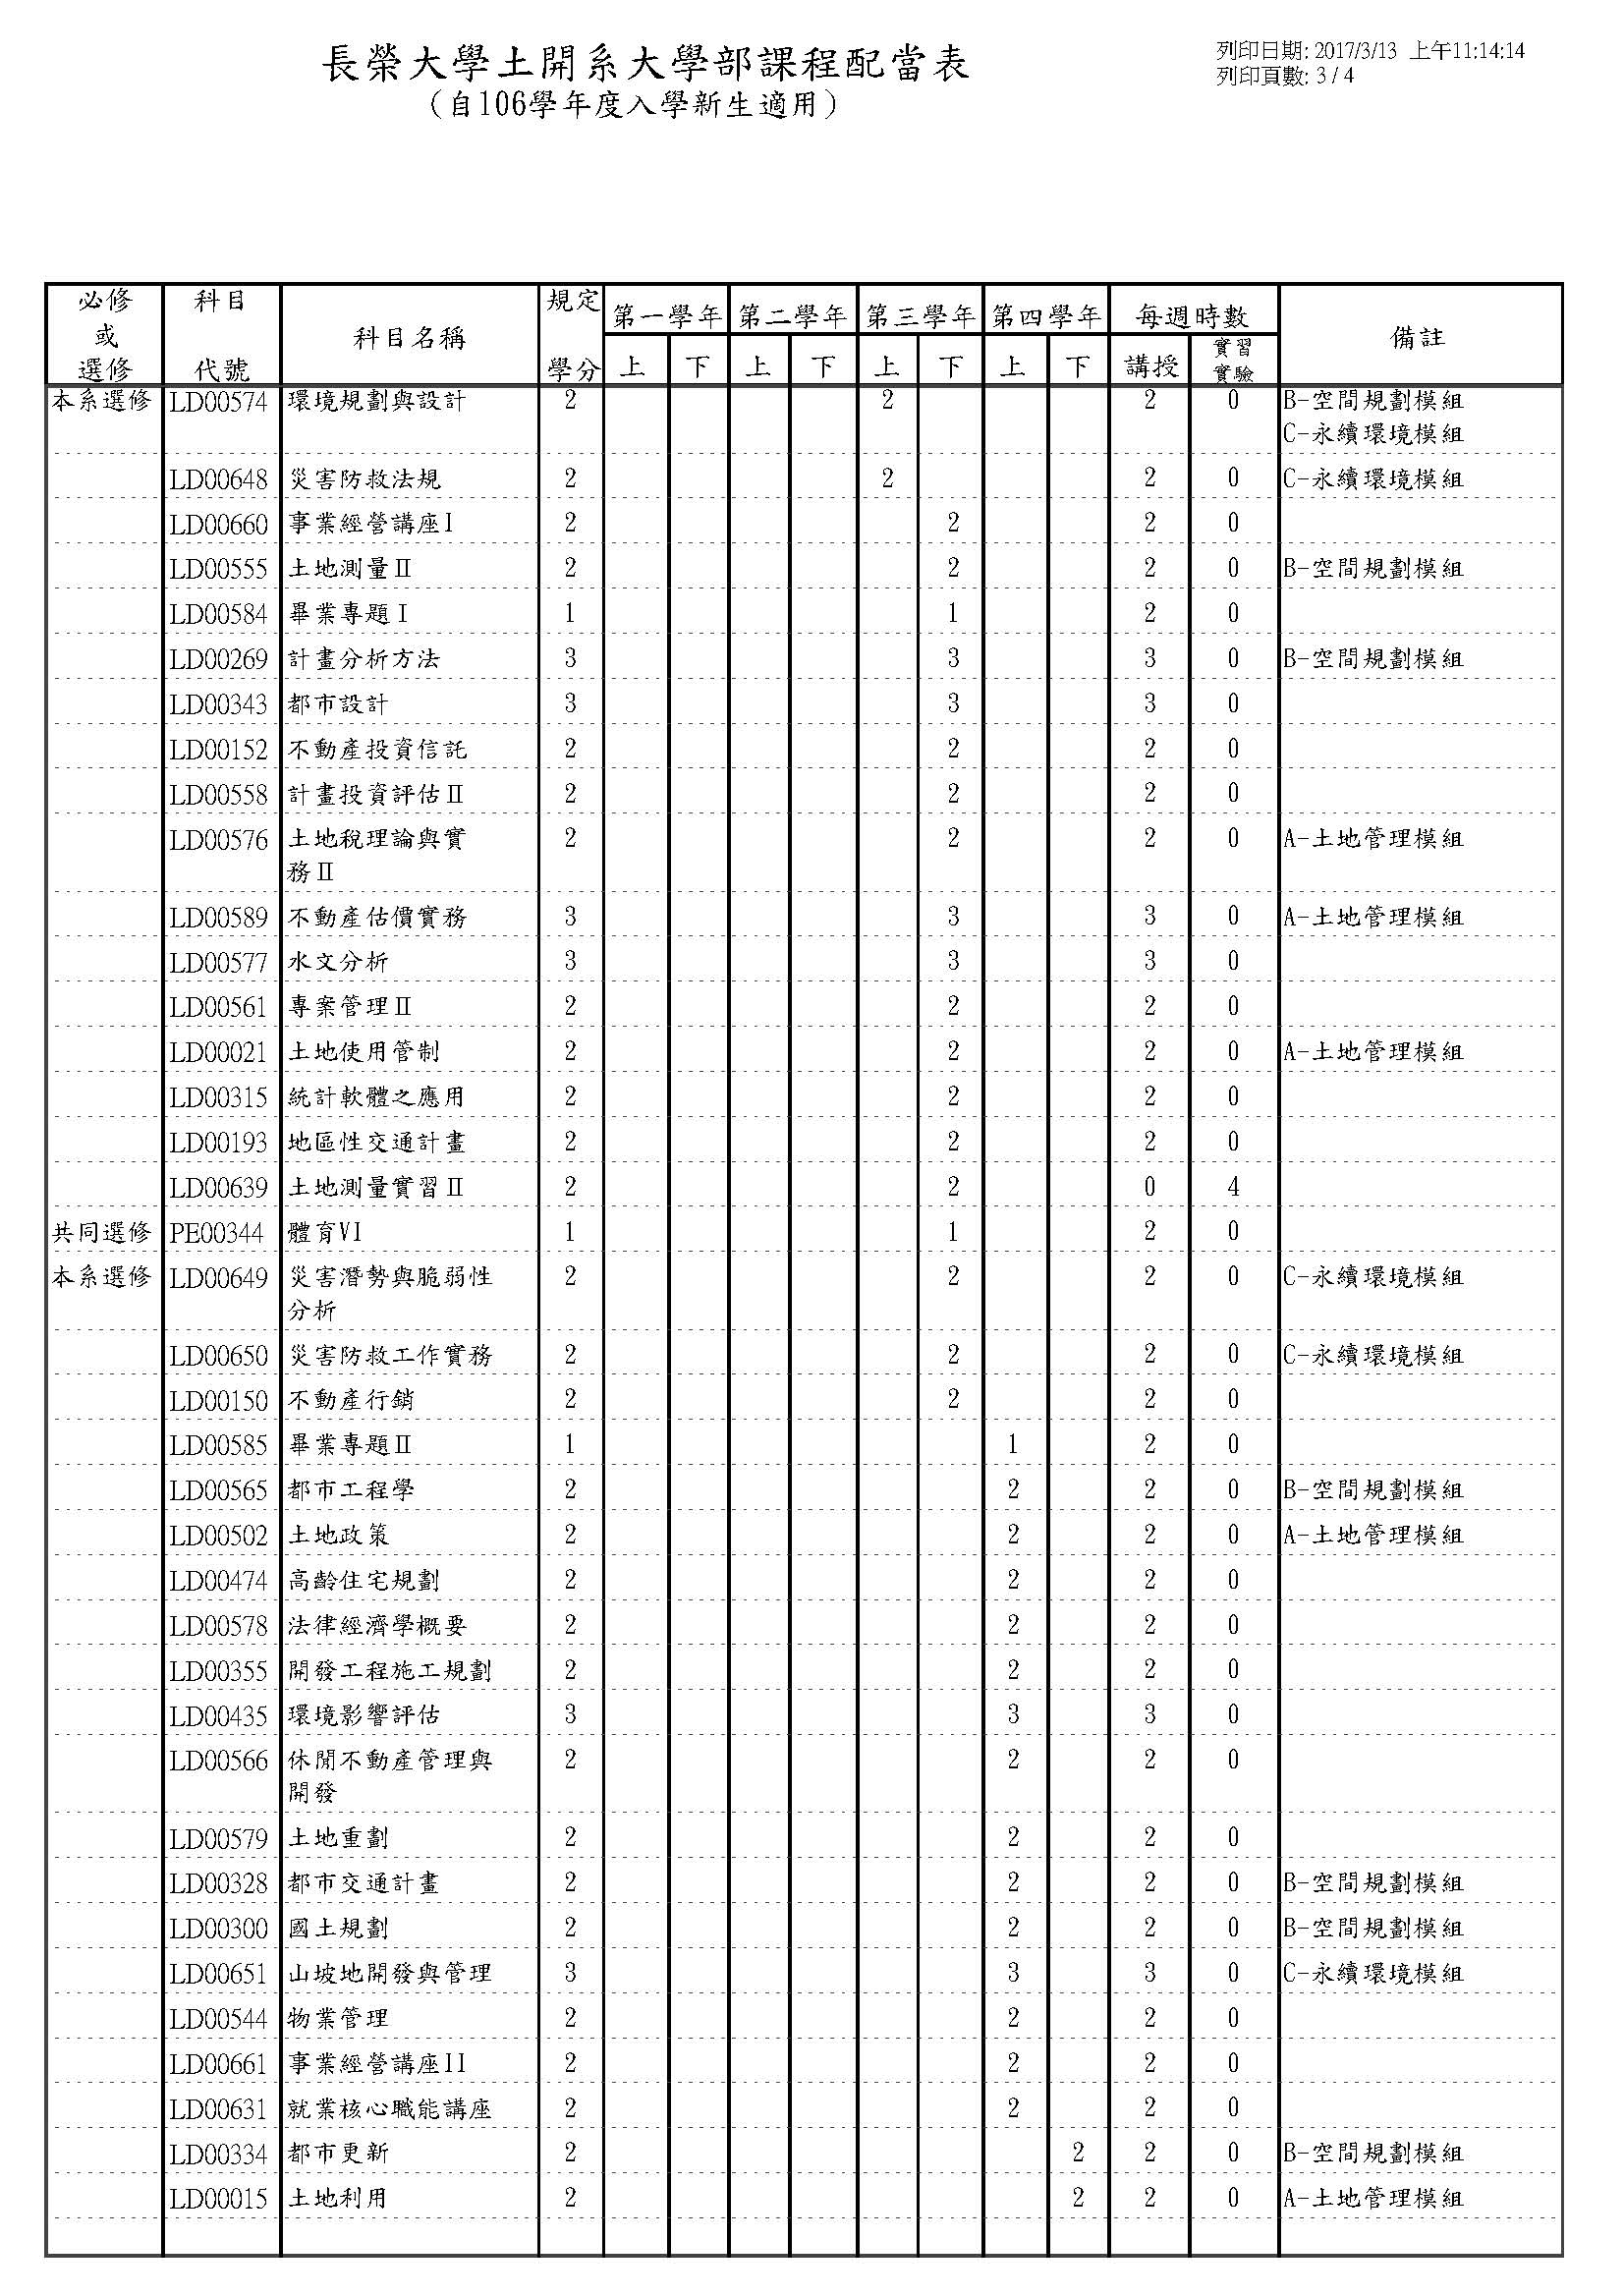 長榮大學土開系大學部課程配當表
（自106學年度入學新生適用）
列印日期: 2017/3/13 上午11:14:14
列印頁數: 3 / 4
必修或選修 科目代號 科目名稱 規定學分 第一學年 上 下 第二學年 上 下 第三學年 上 下 第四學年 上 下 每週時數 講授 實習實驗 備註
本系選修 LD00574 環境規劃與設計 2 2 2 0 B-空間規劃模組
C-永續環境模組
LD00648 災害防救法規 2 2 2 0 C-永續環境模組
LD00660 事業經營講座I 2 2 2 0
LD00555 土地測量Ⅱ 2 2 2 0 B-空間規劃模組
LD00584 畢業專題Ⅰ 1 1 2 0
LD00269 計畫分析方法 3 3 3 0 B-空間規劃模組
LD00343 都市設計 3 3 3 0
LD00152 不動產投資信託 2 2 2 0
LD00558 計畫投資評估Ⅱ 2 2 2 0
LD00576 土地稅理論與實 2 2 2 0 A-土地管理模組
務Ⅱ
LD00589 不動產估價實務 3 3 3 0 A-土地管理模組
LD00577 水文分析 3 3 3 0
LD00561 專案管理Ⅱ 2 2 2 0
LD00021 土地使用管制 2 2 2 0 A-土地管理模組
LD00315 統計軟體之應用 2 2 2 0
LD00193 地區性交通計畫 2 2 2 0
LD00639 土地測量實習Ⅱ 2 2 0 4
共同選修 PE00344 體育VI 1 1 2 0
本系選修 LD00649 災害潛勢與脆弱性 2 2 2 0 C-永續環境模組
分析
LD00650 災害防救工作實務 2 2 2 0 C-永續環境模組
LD00150 不動產行銷 2 2 2 0
LD00585 畢業專題Ⅱ 1 1 2 0
LD00565 都市工程學 2 2 2 0 B-空間規劃模組
LD00502 土地政策 2 2 2 0 A-土地管理模組
LD00474 高齡住宅規劃 2 2 2 0
LD00578 法律經濟學概要 2 2 2 0
LD00355 開發工程施工規劃 2 2 2 0
LD00435 環境影響評估 3 3 3 0
LD00566 休閒不動產管理與 2 2 2 0
開發
LD00579 土地重劃 2 2 2 0
LD00328 都市交通計畫 2 2 2 0 B-空間規劃模組
LD00300 國土規劃 2 2 2 0 B-空間規劃模組
LD00651 山坡地開發與管理 3 3 3 0 C-永續環境模組
LD00544 物業管理 2 2 2 0
LD00661 事業經營講座II 2 2 2 0
LD00631 就業核心職能講座 2 2 2 0
LD00334 都市更新 2 2 2 0 B-空間規劃模組
LD00015 土地利用 2 2 2 0 A-土地管理模組